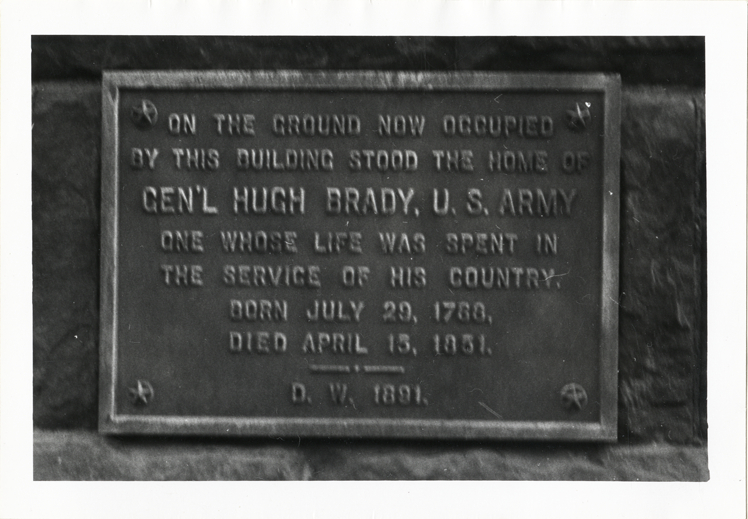 ON THE GROUND NOW OCCUPIED
BY THIS BUILDING STOOD THE HOME OF
GEN'L HUGH BRADY, U. S. ARMY
ONE WHOSE LIFE WAS SPENT IN
THE SERVICE OF HIS COUNTRY.
BORN JULY 29, 1768,
DIED APRIL 15, 1851.
D. W. 1891.